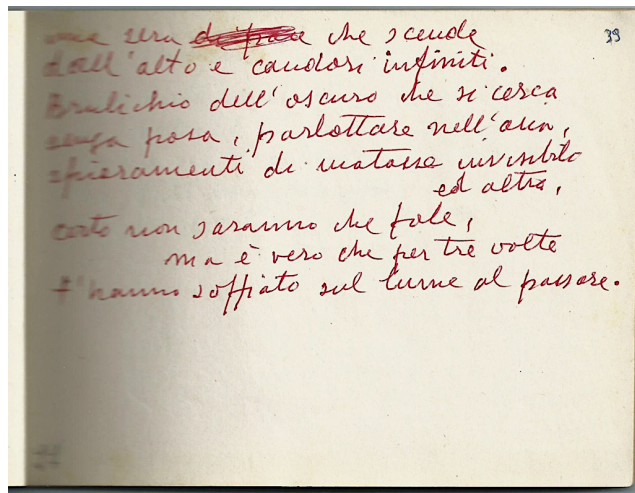 39
una sera che scende
dall'alto e candori infiniti.
Brulichio dell'oscuro che si cerca
senza posa, parlottare nell'aria,
sfioramenti di matasse invisibili
ed altro,
certo non saranno che fole,
ma è vero che per tre volte
t'hanno soffiato sul lume al passare.